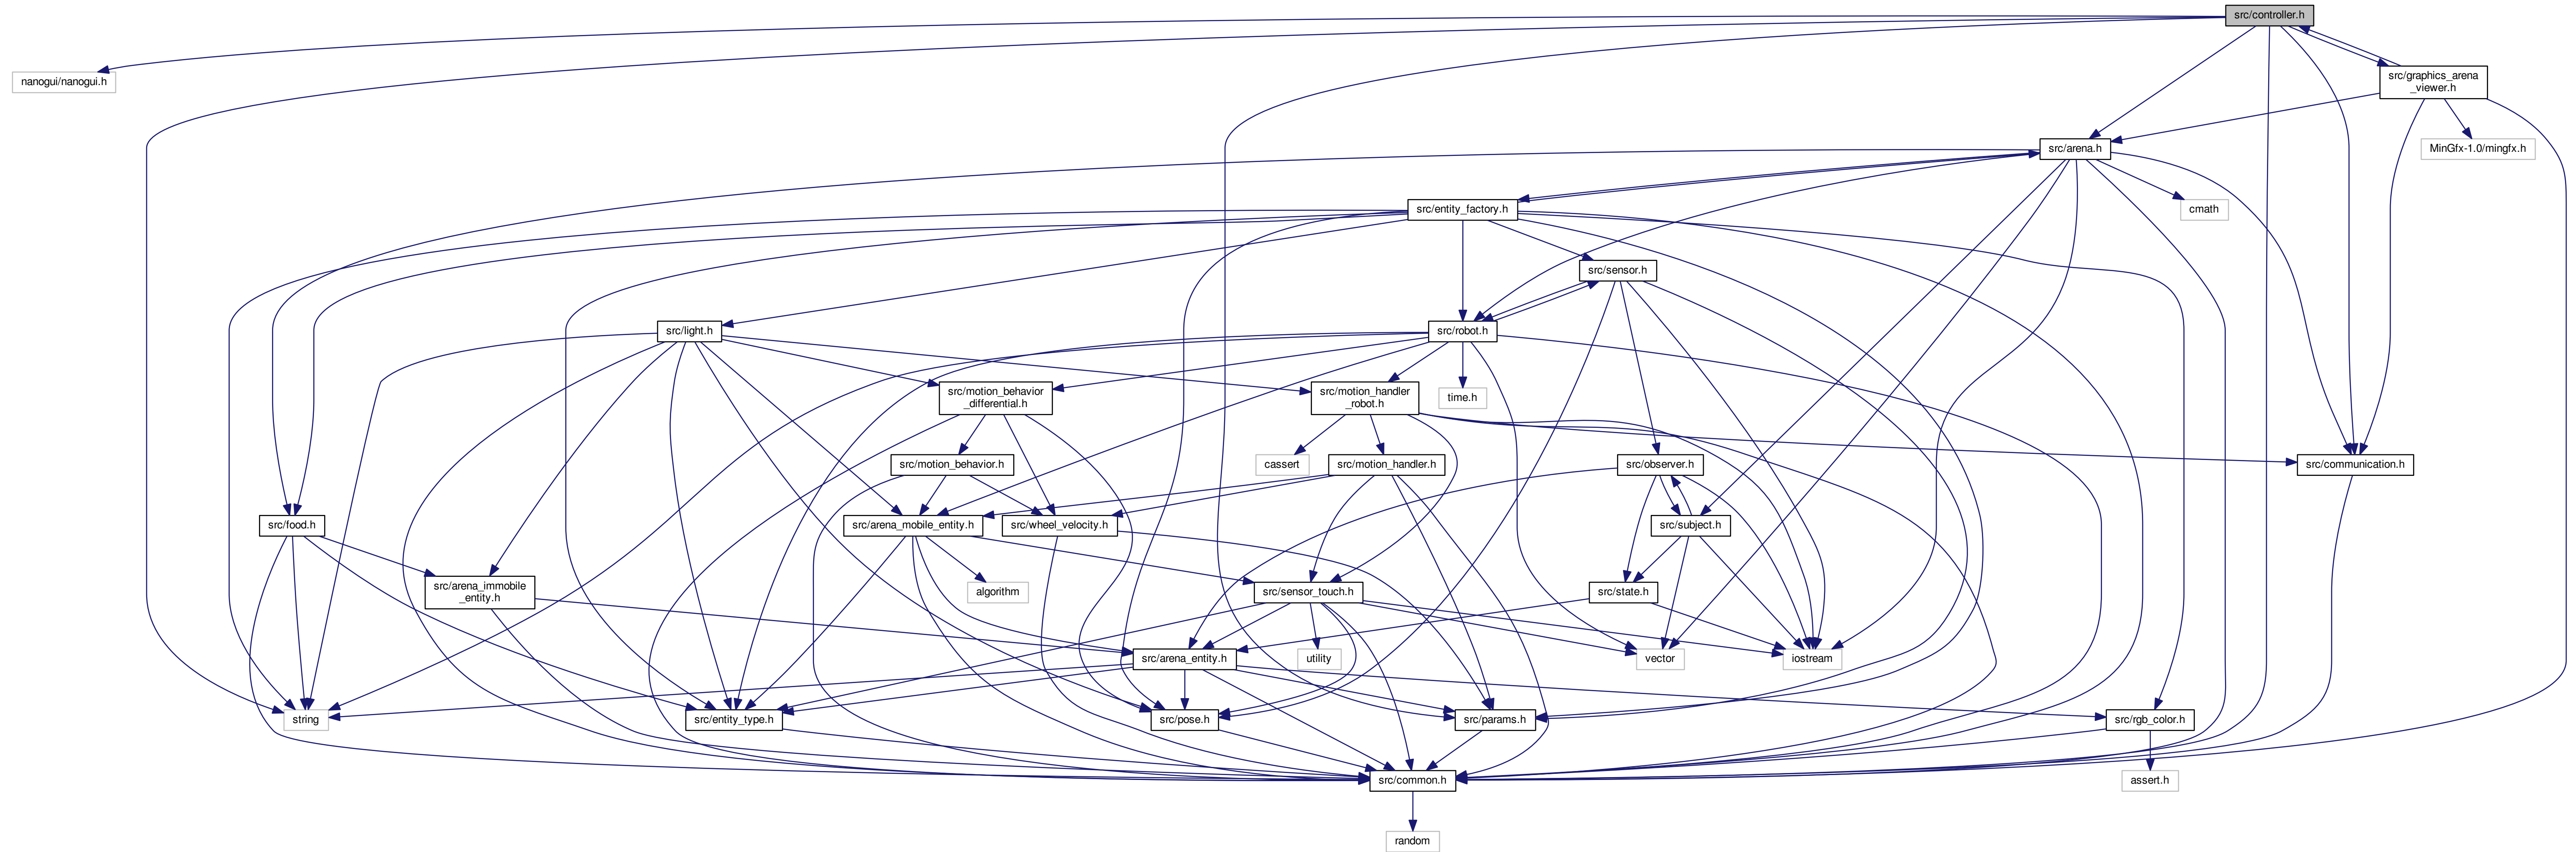 src/controller.h
nanogui/nanogui.h
src/graphics_arena
_viewer.h
src/arena.h
MinGfx-1.0/mingfx.h
src/entity_factory.h
cmath
src/sensor.h
src/light.h
src/robot.h
src/motion_behavior
_differential.h
src/motion_handler
_robot.h
time.h
src/motion_behavior.h
cassert
src/motion_handler.h
src/observer.h
src/communication.h
src/food.h
src/arena_mobile_entity.h
src/wheel_velocity.h
src/subject.h
src/arena_immobile
_entity.h
algorithm
src/sensor_touch.h
src/state.h
src/arena_entity.h
utility
vector
iostream
string
src/entity_type.h
src/pose.h
src/params.h
src/rgb_color.h
src/common.h
assert.h
random